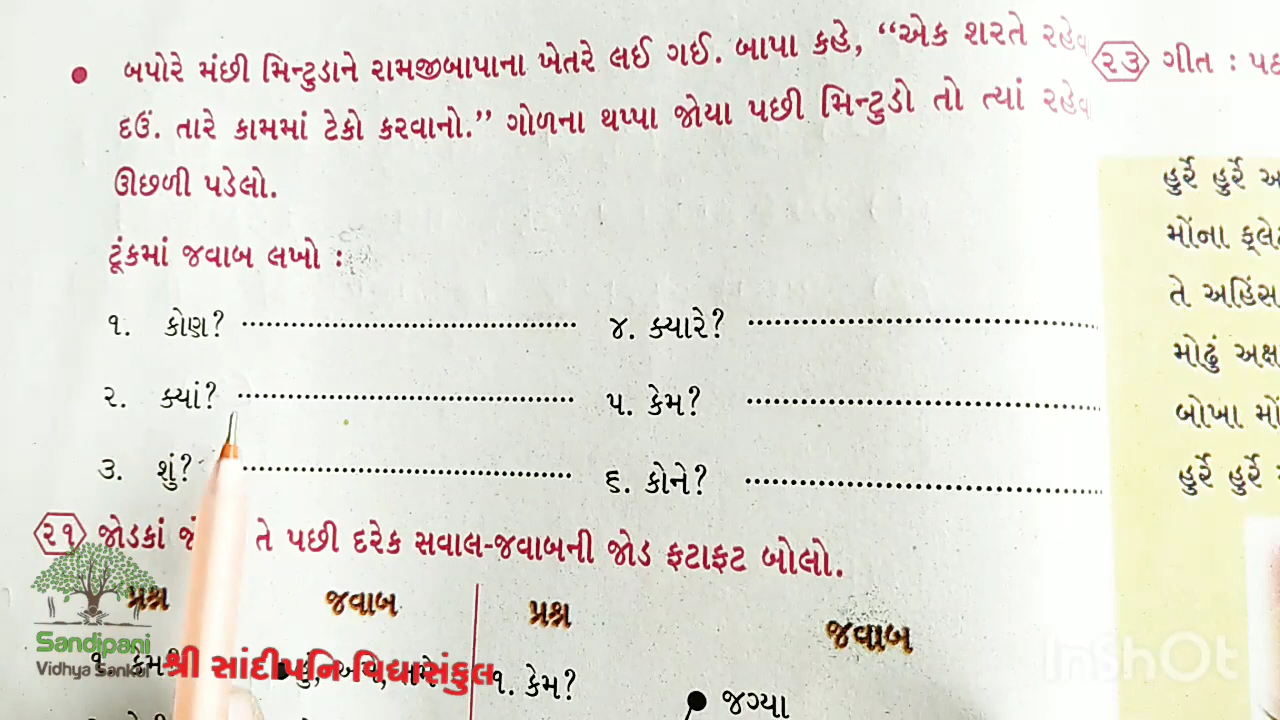 બપોરે મંછી મિન્ટુડાને રામજીબાપાના ખેતરે લઈ ગઈ. બાપા કહે, “એક શરતે રહેવ
દઉં. તારે કામમાં ટેકો કરવાનો.” ગોળના થપ્પા જોયા પછી મિન્ટુડો તો ત્યાં રહેવ
ઊછળી પડેલો.
ટૂંકમાં જવાબ લખો :
૧. કોણ? ૪. ક્યારે?
૨. ક્યાં? ૫. કેમ?
૩. શું? ૬. કોને?
૨૧ જોડકાં તે પછી દરેક સવાલ-જવાબની જોડ ફટાફટ બોલો.
પ્રશ્ન જવાબ પ્રશ્ન જવાબ
૧. કેમ?
જગ્યા
૨૩ ગીત : પદ
હુર્રે હુર્રે અ
મોંના ફ્લે
તે અહિંસ
મોઢું અક્ષ
બોખા મોં
હુર્રે હુર્રે
Sandipani
Vidhya Sankul
શ્રી સાંદીપનિ વિદ્યાસંકુલ
InShOt